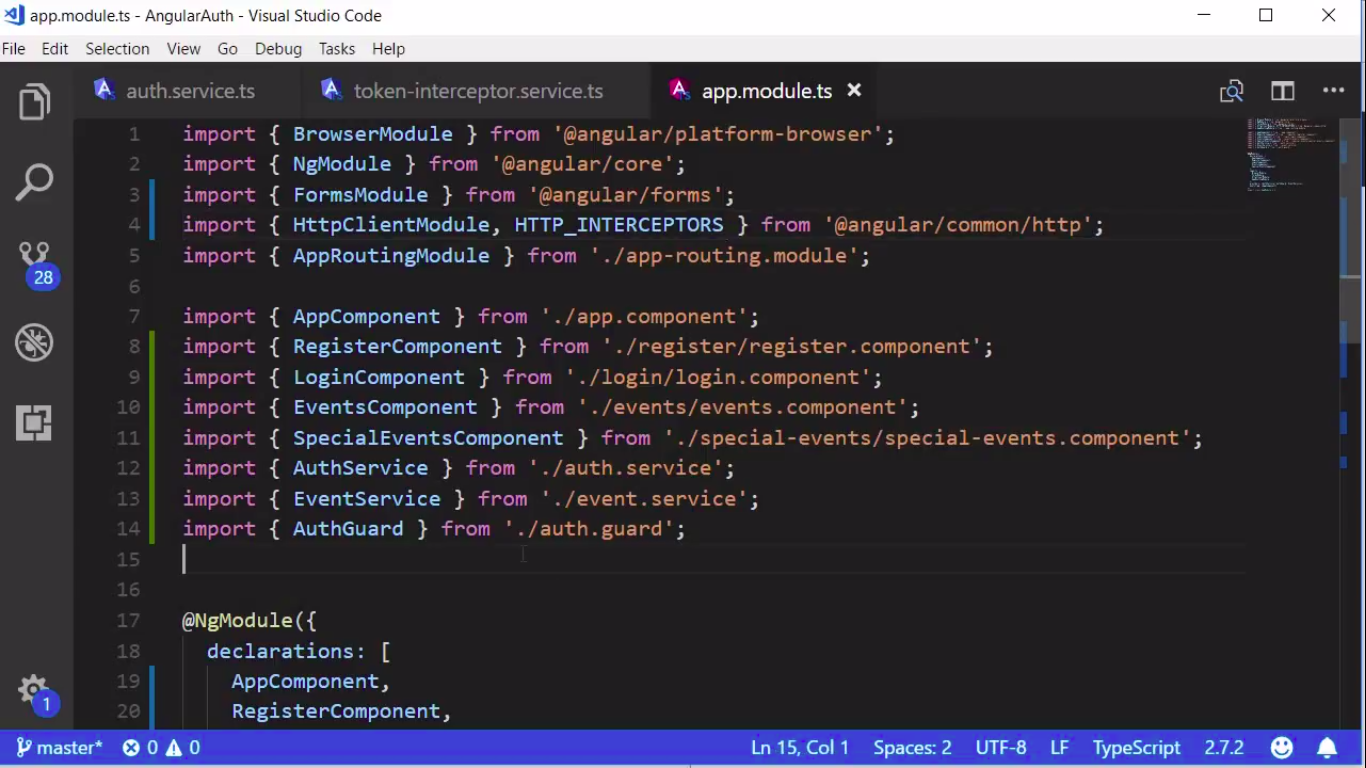 app.module.ts - AngularAuth - Visual Studio Code
File Edit Selection View Go Debug Tasks Help
auth.service.ts token-interceptor.service.ts app.module.ts
1 import { BrowserModule } from '@angular/platform-browser';
2 import { NgModule } from '@angular/core';
3 import { FormsModule } from '@angular/forms';
4 import { HttpClientModule, HTTP_INTERCEPTORS } from '@angular/common/http';
5 import { AppRoutingModule } from './app-routing.module';
6
7 import { AppComponent } from './app.component';
8 import { RegisterComponent } from './register/register.component';
9 import { LoginComponent } from './login/login.component';
10 import { EventsComponent } from './events/events.component';
11 import { SpecialEventsComponent } from './special-events/special-events.component';
12 import { AuthService } from './auth.service';
13 import { EventService } from './event.service';
14 import { AuthGuard } from './auth.guard';
15
16
17 @NgModule({
18 declarations: [
19 AppComponent,
20 RegisterComponent,
28
1
master* 0 0 Ln 15, Col 1 Spaces: 2 UTF-8 LF TypeScript 2.7.2